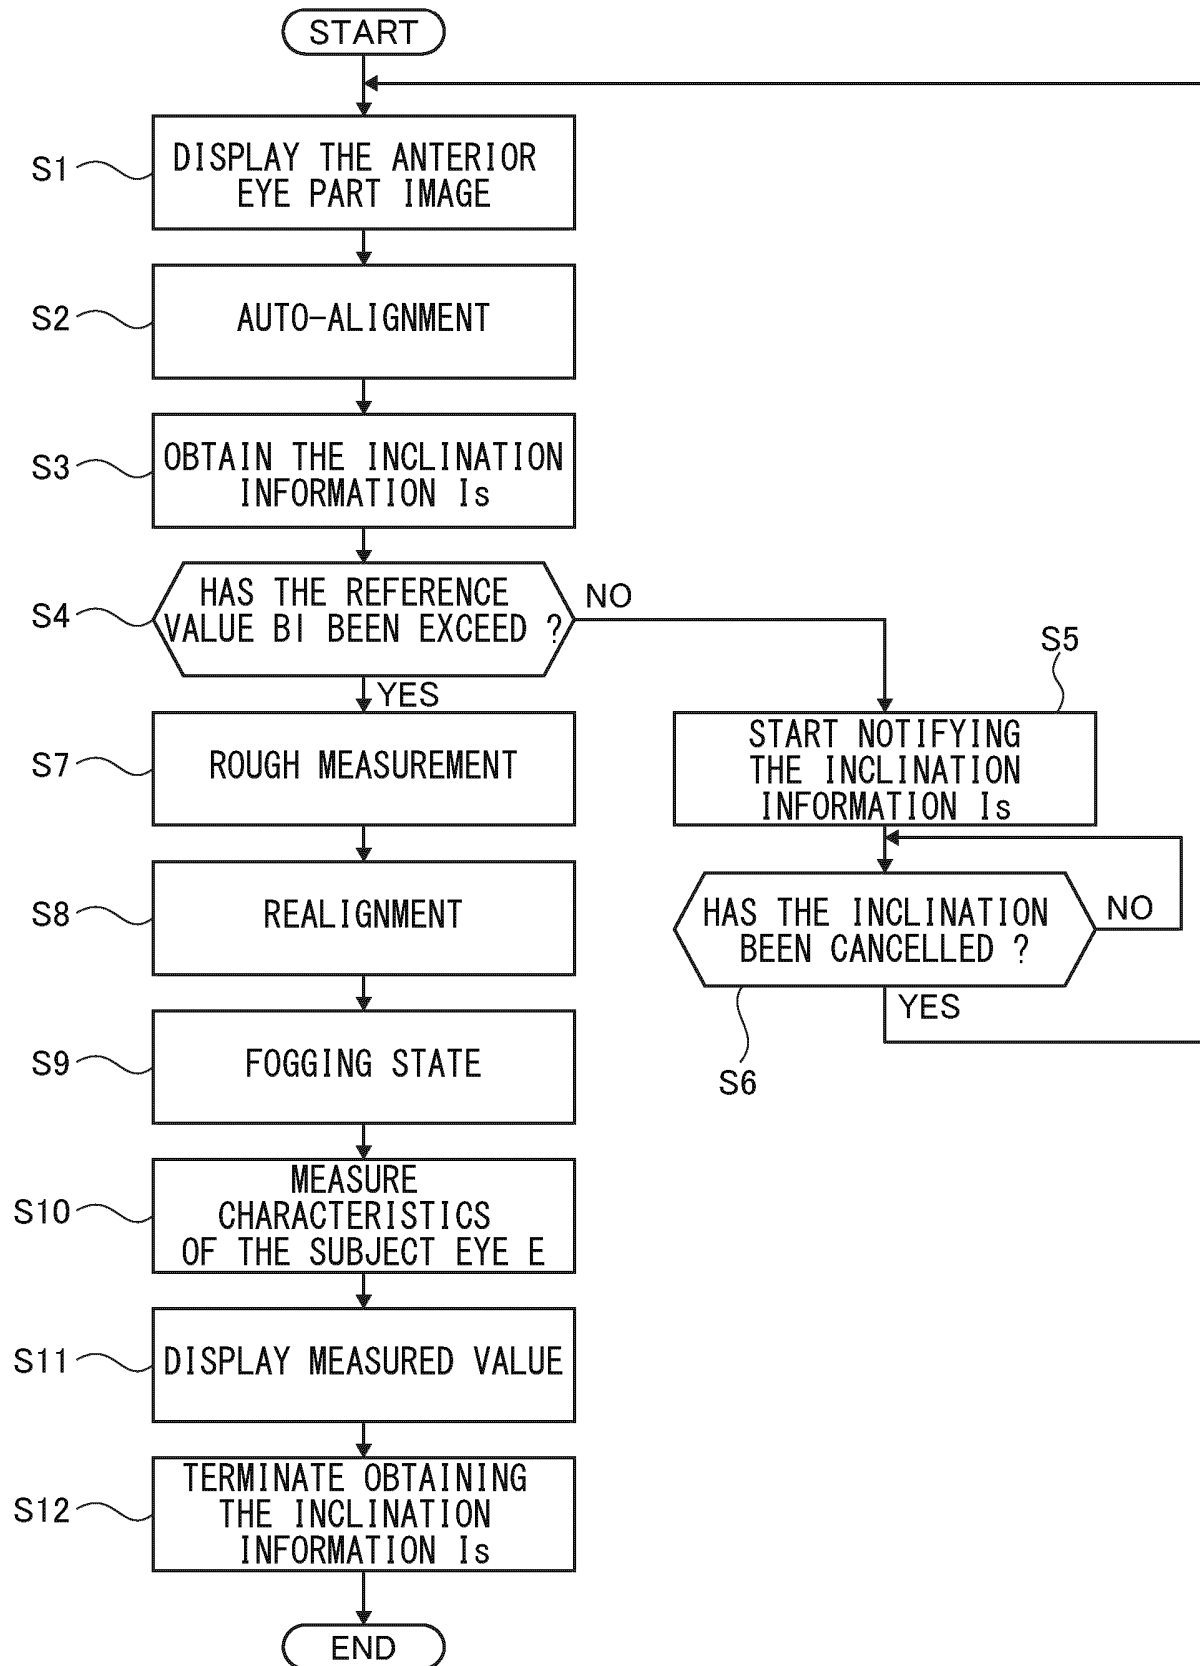 START
S1
DISPLAY THE ANTERIOR
EYE PART IMAGE
S2
AUTO-ALIGNMENT
S3
OBTAIN THE INCLINATION
INFORMATION Is
S4
HAS THE REFERENCE
VALUE BI BEEN EXCEED ?
NO
YES
S5
START NOTIFYING
THE INCLINATION
INFORMATION Is
S6
HAS THE INCLINATION
BEEN CANCELLED ?
NO
YES
S7
ROUGH MEASUREMENT
S8
REALIGNMENT
S9
FOGGING STATE
S10
MEASURE
CHARACTERISTICS
OF THE SUBJECT EYE E
S11
DISPLAY MEASURED VALUE
S12
TERMINATE OBTAINING
THE INCLINATION
INFORMATION Is
END